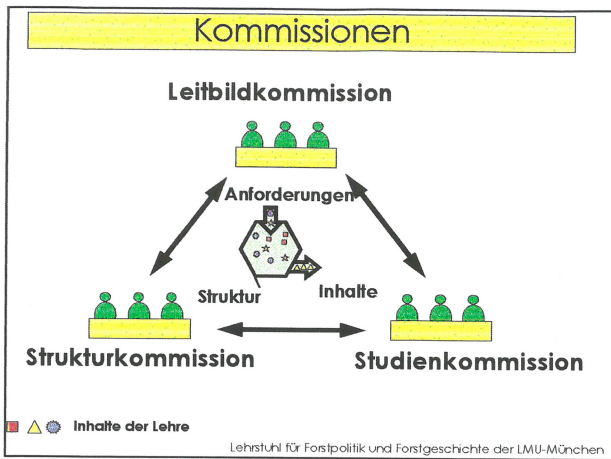 Kommissionen
Leitbildkommission
Anforderungen
Struktur
Inhalte
Strukturkommission
Studienkommission
Inhalte der Lehre
Lehrstuhl für Forstpolitik und Forstgeschichte der LMU-München